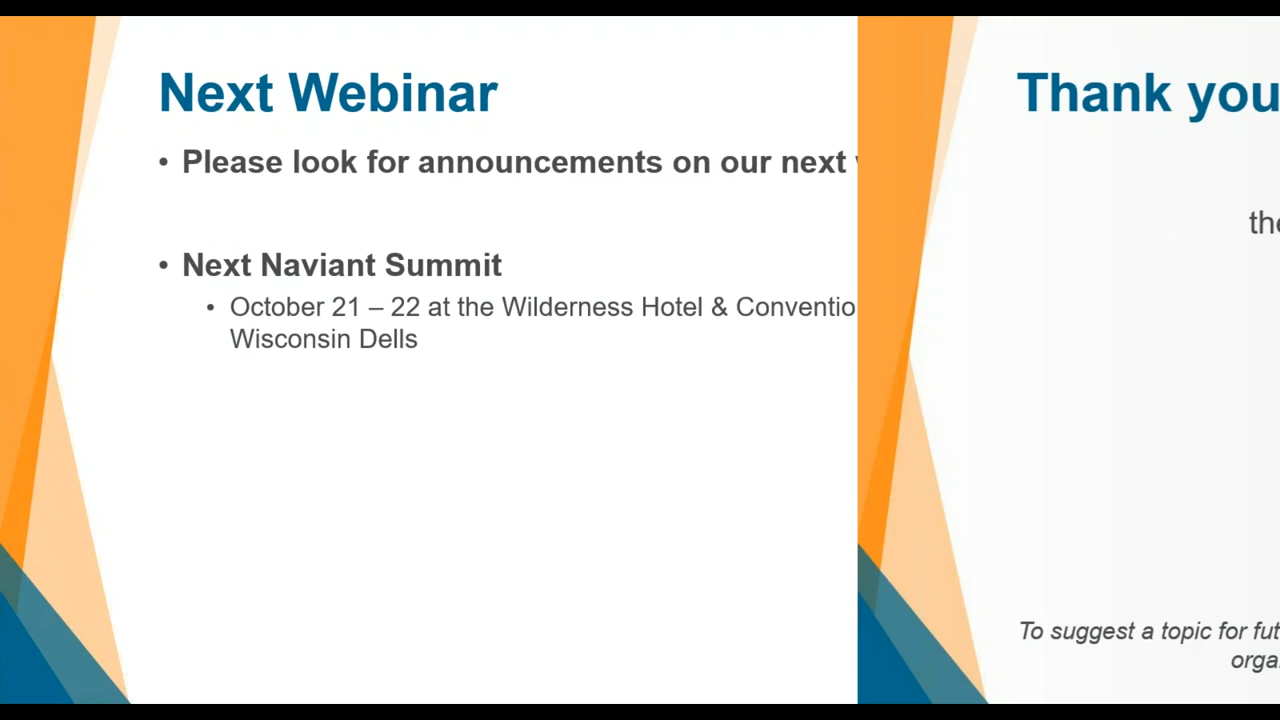 Next Webinar
• Please look for announcements on our next
• Next Naviant Summit
• October 21 – 22 at the Wilderness Hotel & Conventio
Wisconsin Dells
Thank you
the
To suggest a topic for fut
orga